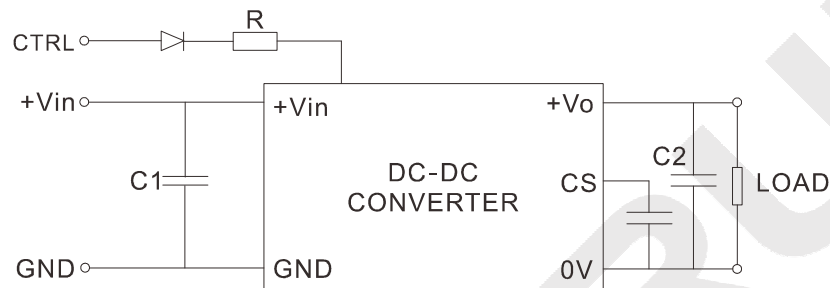 R
CTRL
+Vin
+Vin
+Vo
C1
DC-DC
CONVERTER
CS
C2
LOAD
GND
GND
0V